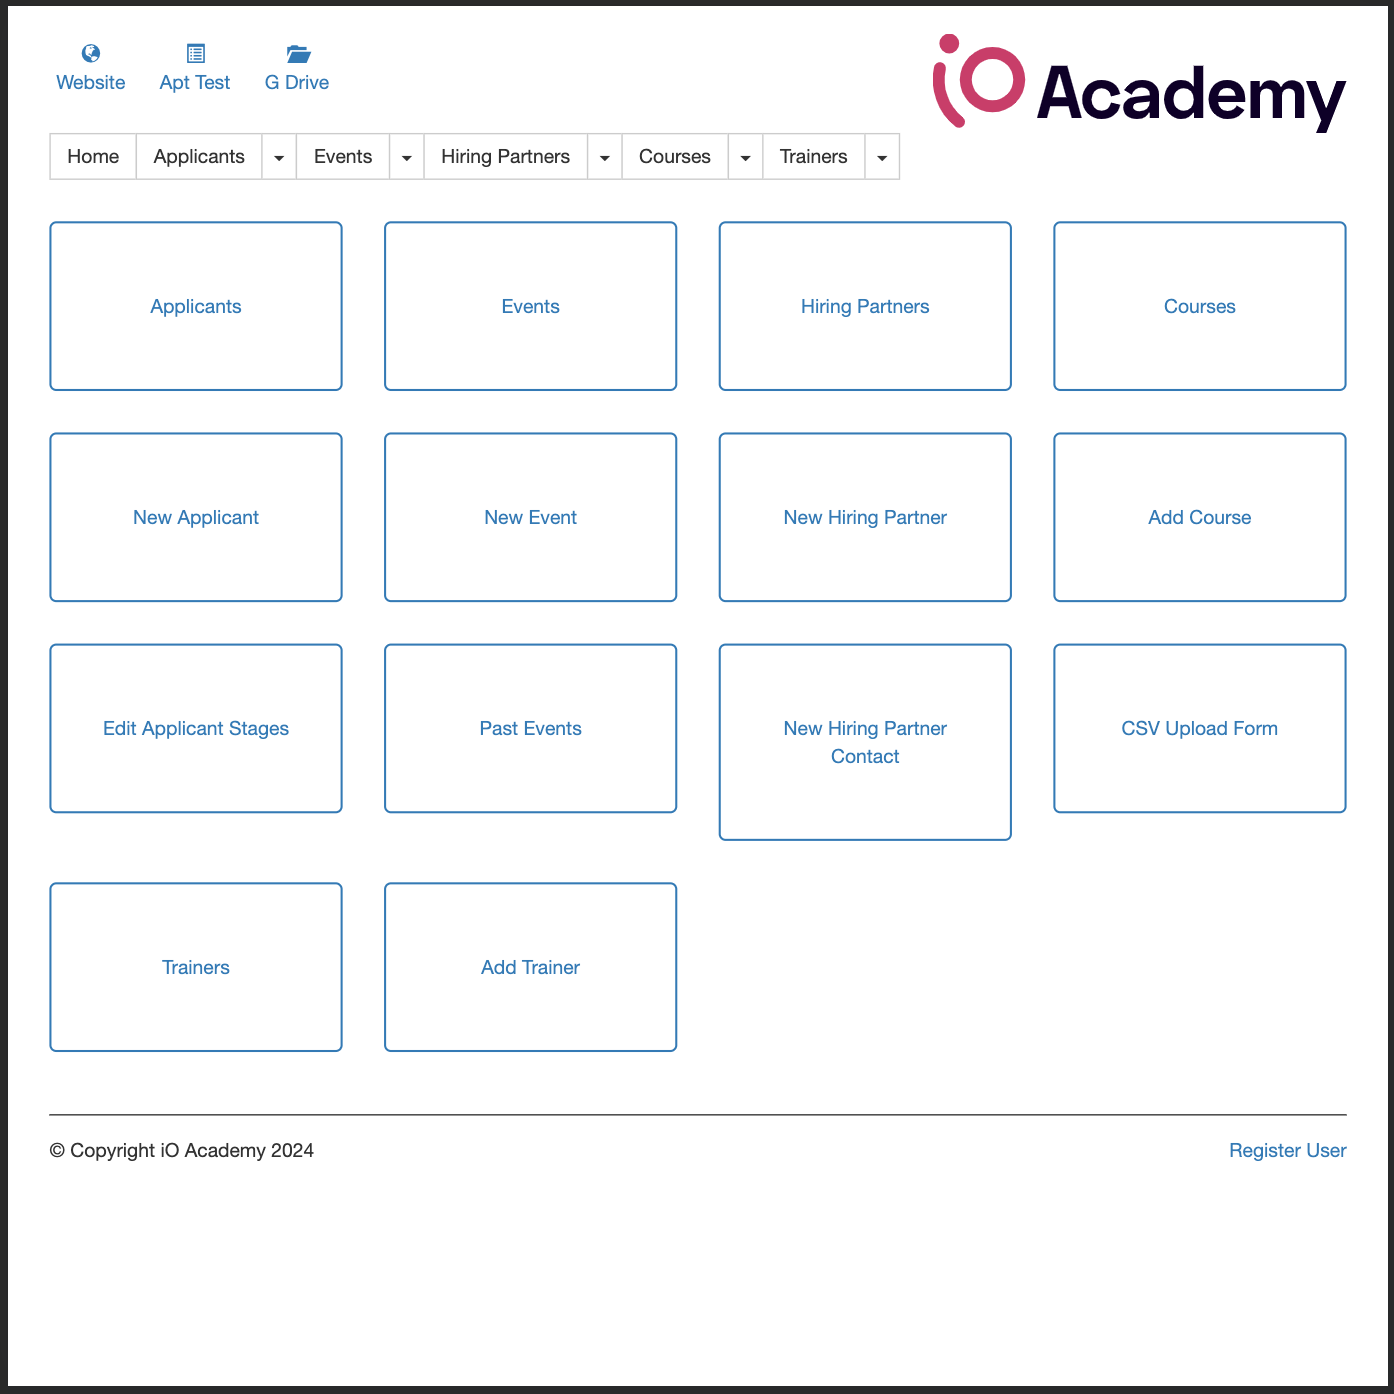 Website Apt Test G Drive
iO Academy
Home Applicants Events Hiring Partners Courses Trainers
Applicants Events Hiring Partners Courses
New Applicant New Event New Hiring Partner Add Course
Edit Applicant Stages Past Events New Hiring Partner CSV Upload Form
Contact
Trainers Add Trainer
© Copyright iO Academy 2024 Register User